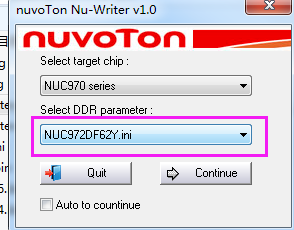 nuvoTon Nu-Writer v1.0
nuvoTon
Select target chip :
NUC970 series
Select DDR parameter :
NUC972DF62Y.ini
Quit
Continue
Auto to countinue